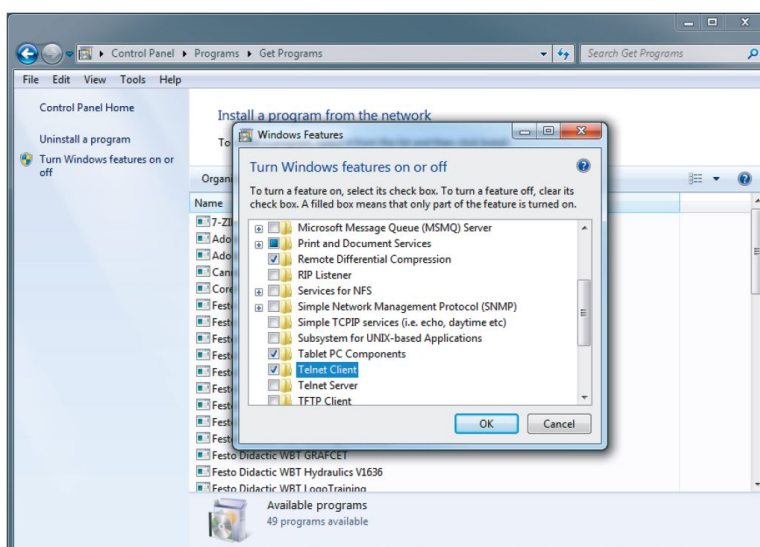 Control Panel ▸ Programs ▸ Get Programs
Search Get Programs
File Edit View Tools Help
Control Panel Home
Uninstall a program
Turn Windows features on or
off
Install a program from the network
To
Organi
Name
7-ZI
Ado
Ado
Can
Core
Fest
Fest
Fest
Fest
Fest
Fest
Fest
Fest
Festo Didactic WBT GRAFCET
Festo Didactic WBT Hydraulics V1636
Festo Didactic WBT LogoTraining
Windows Features
Turn Windows features on or off
To turn a feature on, select its check box. To turn a feature off, clear its
check box. A filled box means that only part of the feature is turned on.
Microsoft Message Queue (MSMQ) Server
Print and Document Services
Remote Differential Compression
RIP Listener
Services for NFS
Simple Network Management Protocol (SNMP)
Simple TCPIP services (i.e. echo, daytime etc)
Subsystem for UNIX-based Applications
Tablet PC Components
Telnet Client
Telnet Server
TFTP Client
OK Cancel
Available programs
49 programs available